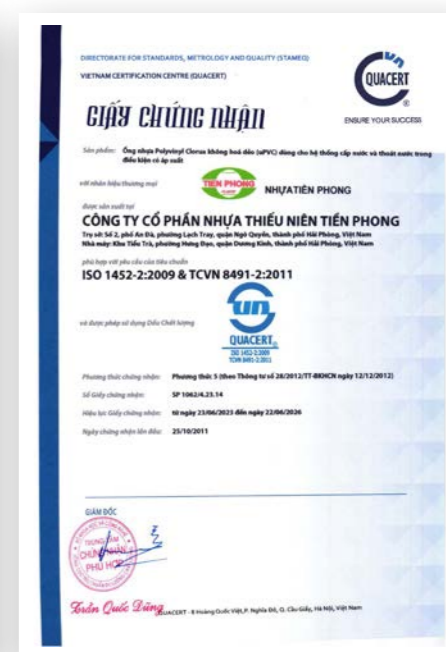 DIRECTORATE FOR STANDARDS, METROLOGY AND QUALITY (STAMEQ)
VIETNAM CERTIFICATION CENTRE (QUACERT)
QUACERT
®
ENSURE YOUR SUCCESS
GIẤY CHỨNG NHẬN
Sản phẩm: Ống nhựa Polyvinyl Clorua không hoá dẻo (uPVC) dùng cho hệ thống cấp nước và thoát nước trong
điều kiện có áp suất
với nhãn hiệu thương mại
TIEN PHONG
NHỰATIỀN PHONG
được sản xuất tại
CÔNG TY CỔ PHẦN NHỰA THIẾU NIÊN TIỀN PHONG
Trụ sở: Số 2, phố An Đà, phường Lạch Tray, quận Ngô Quyền, thành phố Hải Phòng, Việt Nam
Nhà máy: Khu Tiểu Trà, phường Hưng Đạo, quận Dương Kinh, thành phố Hải Phòng, Việt Nam
phù hợp với yêu cầu của tiêu chuẩn
ISO 1452-2:2009 & TCVN 8491-2:2011
và được phép sử dụng Dấu Chất lượng
QUACERT
ISO 1452-2:2009
TCVN 8491-2:2011
Phương thức chứng nhận: Phương thức 5 (theo Thông tư số 28/2012/TT-BKHCN ngày 12/12/2012)
Số Giấy chứng nhận: SP 1062/4.23.14
Hiệu lực Giấy chứng nhận: từ ngày 23/06/2023 đến ngày 22/06/2026
Ngày chứng nhận lần đầu: 25/10/2011
GIÁM ĐỐC
TRUNG TÂM
CHỨNG NHẬN
PHÙ HỢP
Trần Quốc Dũng
QUACERT - 8 Hoàng Quốc Việt, P. Nghĩa Đô, Q. Cầu Giấy, Hà Nội, Việt Nam